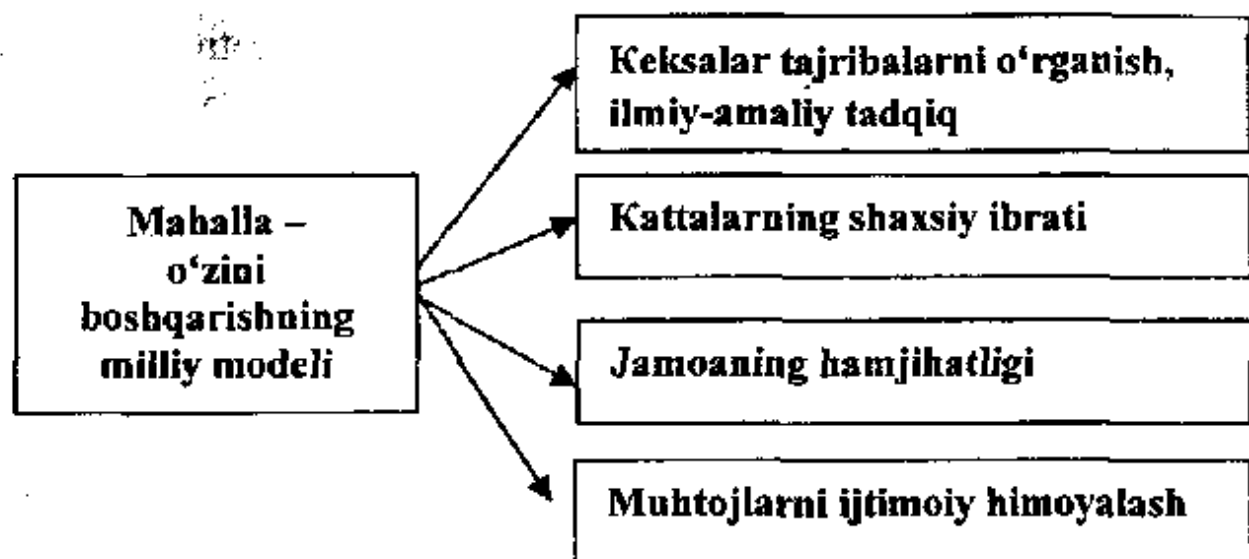 Keksalar tajribalarni o‘rganish,
ilmiy-amaliy tadqiq
Mahalla –
o‘zini
boshqarishning
milliy modeli
Kattalarning shaxsiy ibrati
Jamoaning hamjihatligi
Muhtojlarni ijtimoiy himoyalash